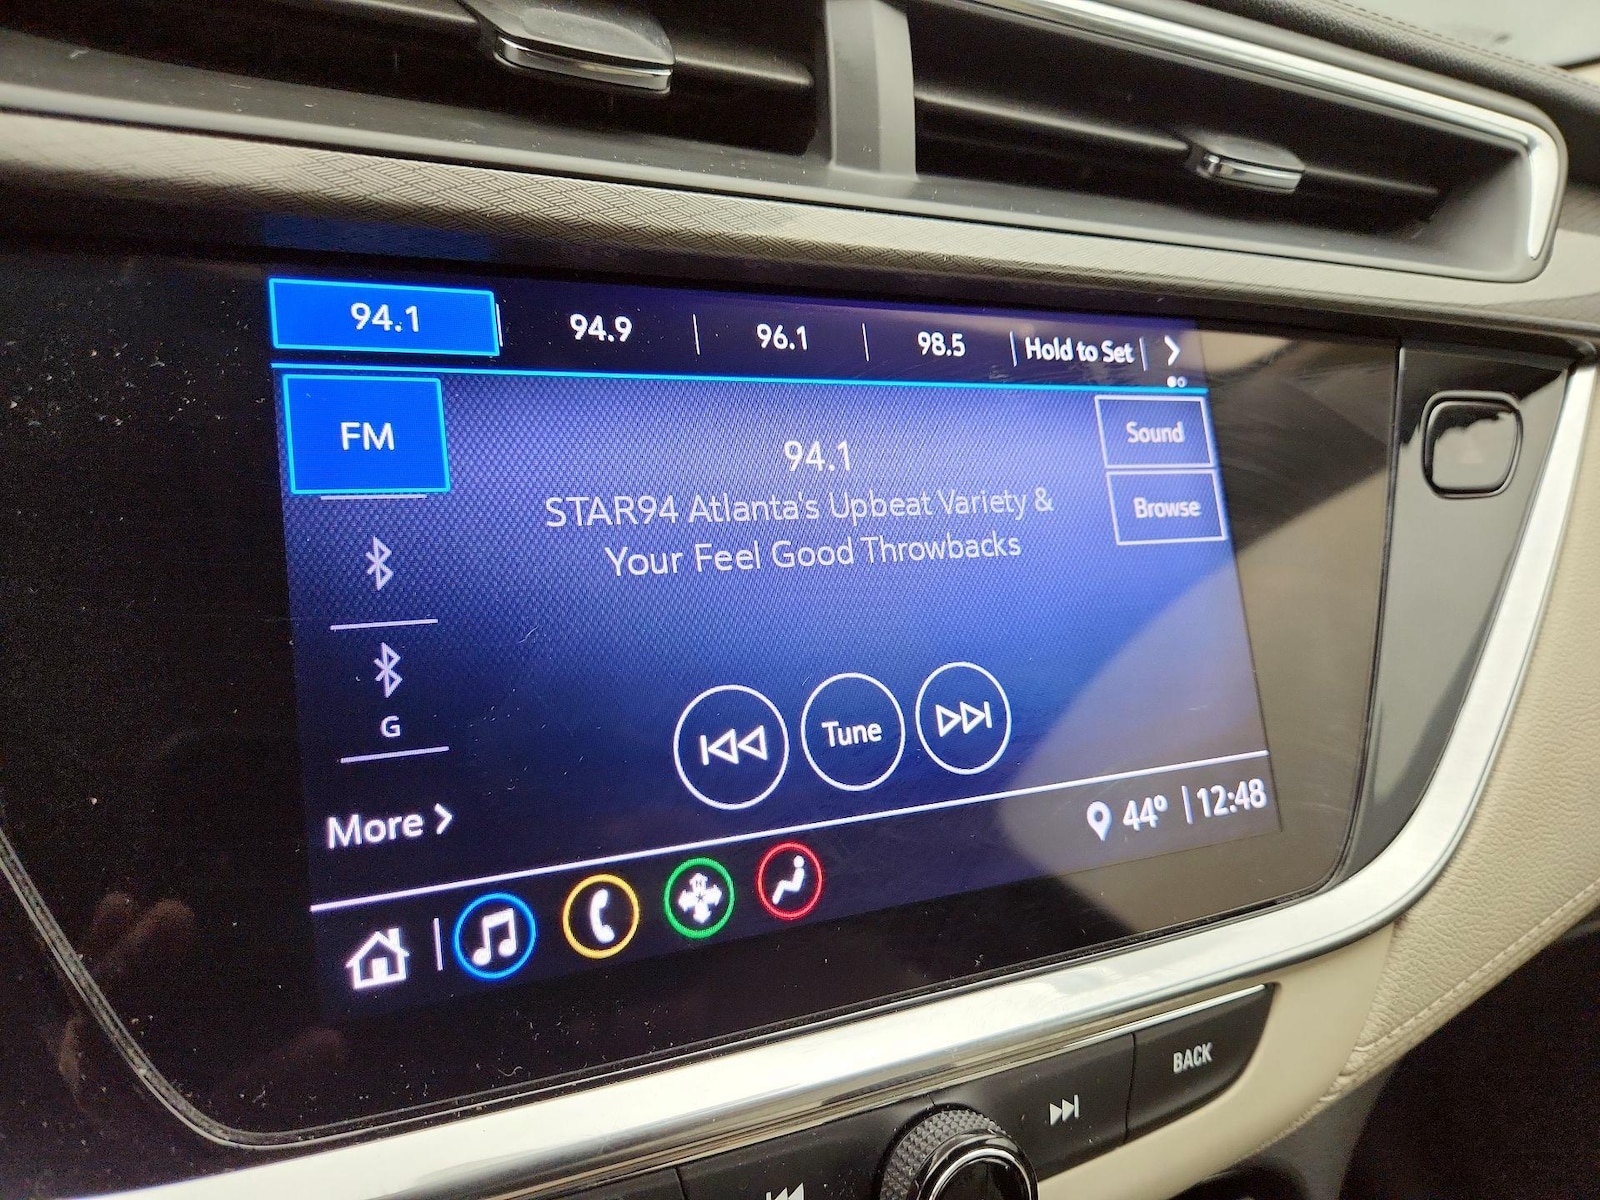 94.1 94.9 96.1 98.5 Hold to Set
FM
94.1
STAR94 Atlanta's Upbeat Variety &
Your Feel Good Throwbacks
Sound
Browse
G
Tune
More
44° 12:48
BACK